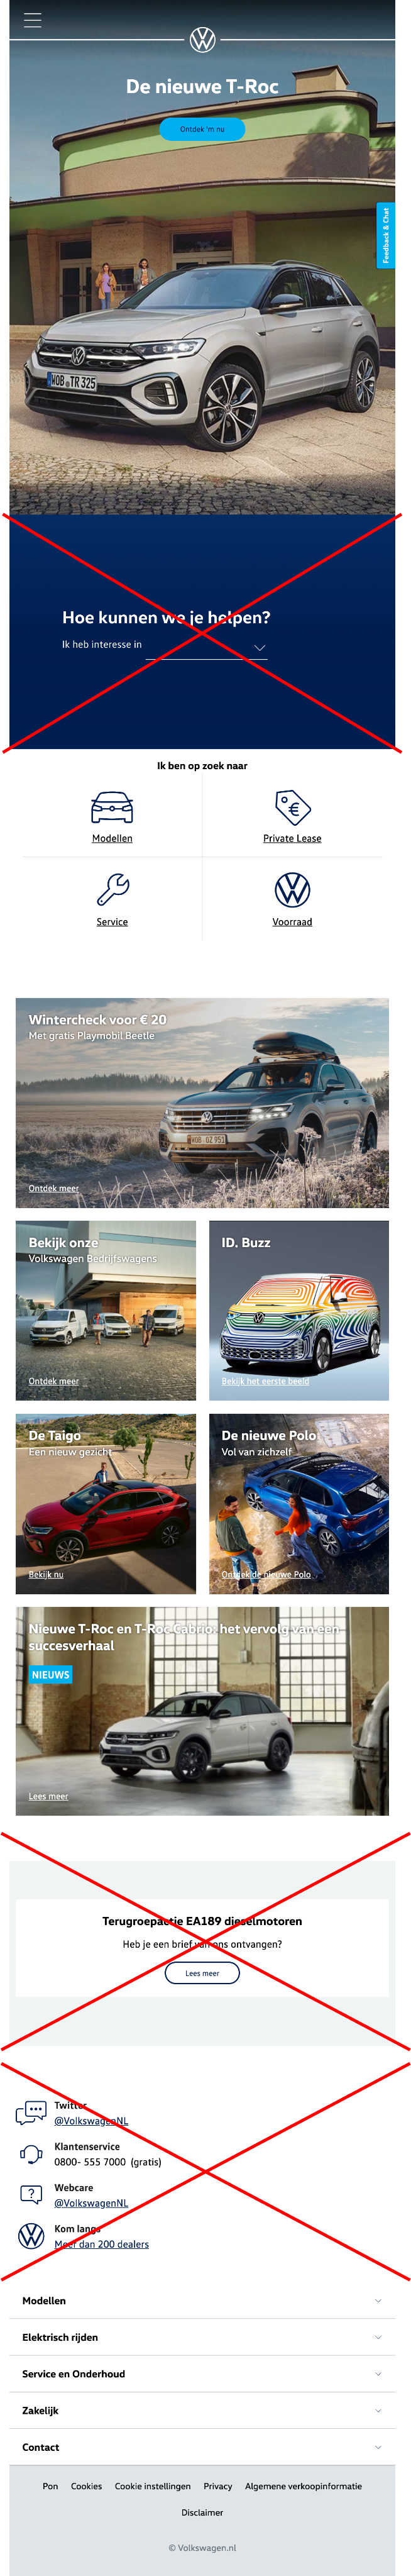 De nieuwe T-Roc
Ontdek 'm nu
Feedback & Chat
WOB TR 325
Hoe kunnen we je helpen?
Ik heb interesse in
Ik ben op zoek naar
Modellen
Private Lease
Service
Voorraad
Wintercheck voor € 20
Met gratis Playmobil Beetle
WOB OZ 951
Ontdek meer
Bekijk onze
Volkswagen Bedrijfswagens
Ontdek meer
ID. Buzz
Bekijk het eerste beeld
De Taigo
Een nieuw gezicht
Bekijk nu
De nieuwe Polo
Vol van zichzelf
Ontdek de nieuwe Polo
Nieuwe T-Roc en T-Roc Cabrio: het vervolg van een
succesverhaal
NIEUWS
Lees meer
Terugroepactie EA189 dieselmotoren
Heb je een brief van ons ontvangen?
Lees meer
Twitter
@VolkswagenNL
Klantenservice
0800- 555 7000 (gratis)
Webcare
@VolkswagenNL
Kom langs
Meer dan 200 dealers
Modellen
Elektrisch rijden
Service en Onderhoud
Zakelijk
Contact
Pon Cookies Cookie instellingen Privacy Algemene verkoopinformatie
Disclaimer
© Volkswagen.nl